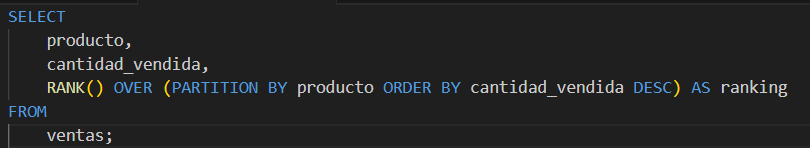 SELECT
    producto,
    cantidad_vendida,
    RANK() OVER (PARTITION BY producto ORDER BY cantidad_vendida DESC) AS ranking
FROM
    ventas;